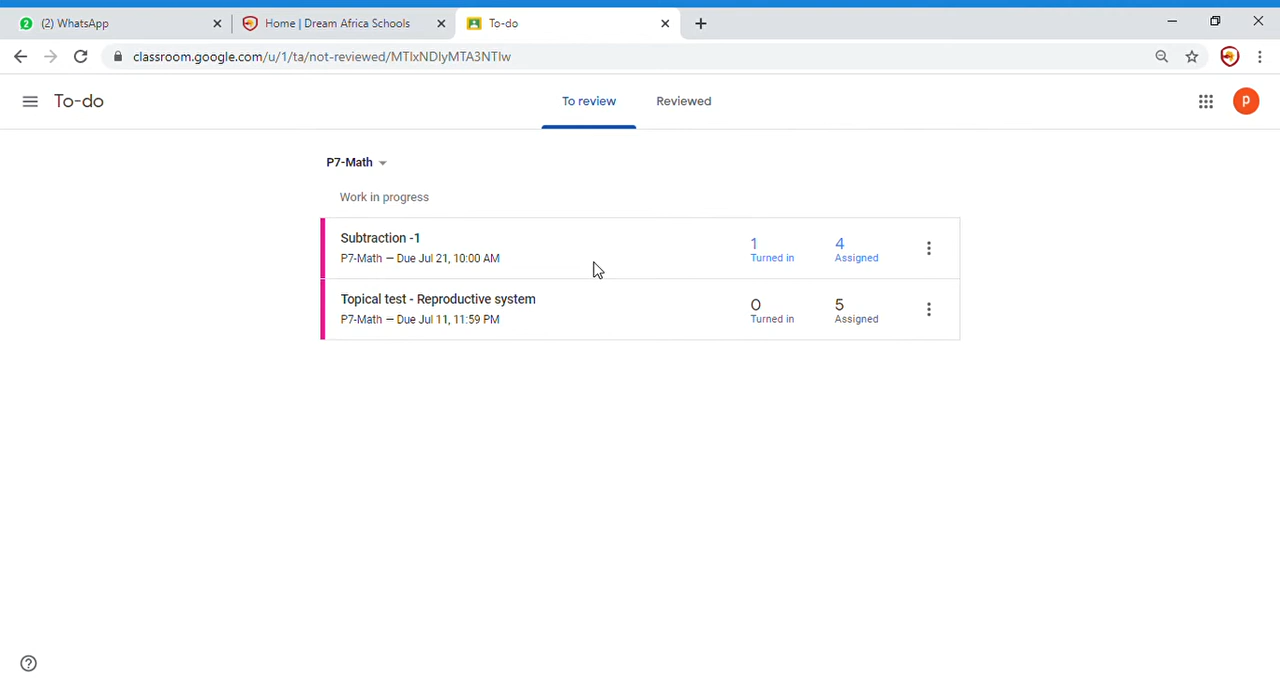 2 (2) WhatsApp
Home | Dream Africa Schools
To-do
classroom.google.com/u/1/ta/not-reviewed/MTIxNDIyMTA3NTIw
To-do
To review
Reviewed
p
P7-Math
Work in progress
Subtraction -1
P7-Math — Due Jul 21, 10:00 AM
1
Turned in
4
Assigned
Topical test - Reproductive system
P7-Math — Due Jul 11, 11:59 PM
0
Turned in
5
Assigned